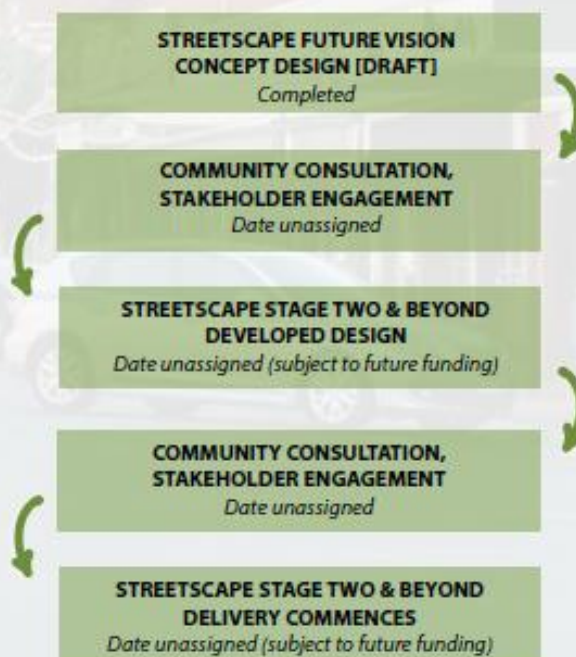 STREETSCAPE FUTURE VISION
CONCEPT DESIGN [DRAFT]
Completed
COMMUNITY CONSULTATION,
STAKEHOLDER ENGAGEMENT
Date unassigned
STREETSCAPE STAGE TWO & BEYOND
DEVELOPED DESIGN
Date unassigned (subject to future funding)
COMMUNITY CONSULTATION,
STAKEHOLDER ENGAGEMENT
Date unassigned
STREETSCAPE STAGE TWO & BEYOND
DELIVERY COMMENCES
Date unassigned (subject to future funding)